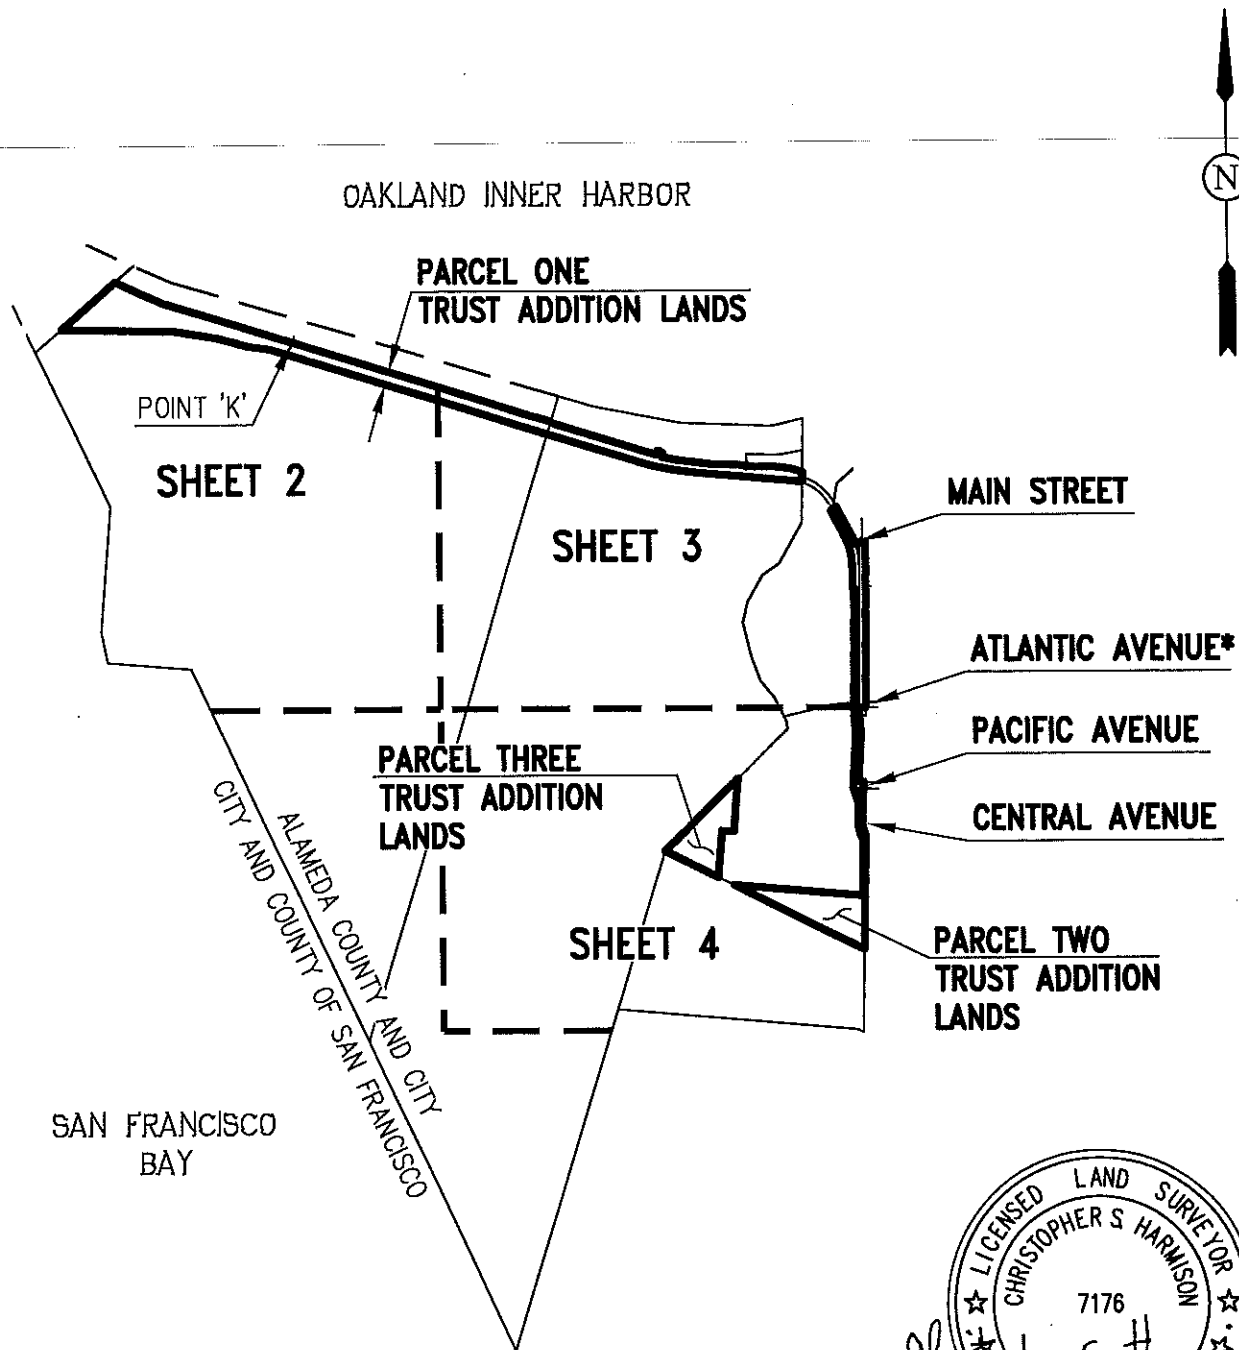 N
OAKLAND INNER HARBOR
PARCEL ONE
TRUST ADDITION LANDS
POINT 'K'
SHEET 2
MAIN STREET
SHEET 3
ATLANTIC AVENUE*
PACIFIC AVENUE
PARCEL THREE
TRUST ADDITION
LANDS
CENTRAL AVENUE
ALAMEDA COUNTY AND CITY
CITY AND COUNTY OF SAN FRANCISCO
SHEET 4
PARCEL TWO
TRUST ADDITION
LANDS
SAN FRANCISCO
BAY
LICENSED LAND SURVEYOR
CHRISTOPHER S HARMISON
7176